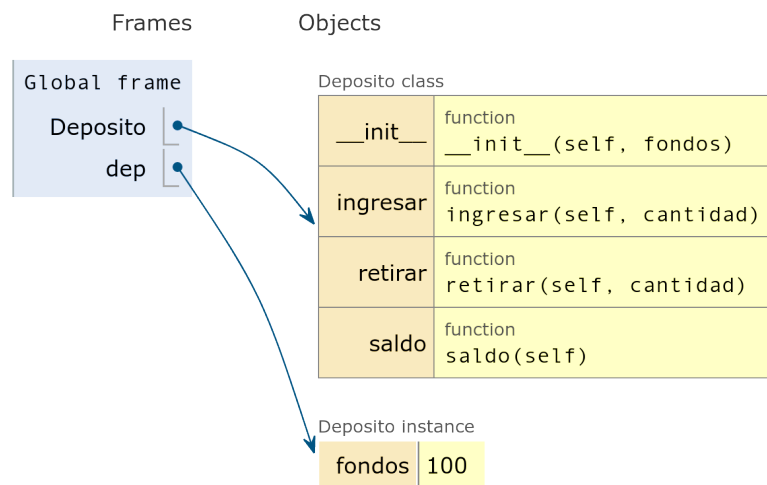 Frames Objects
Global frame
Deposito
dep
Deposito class
__init__ function
__init__(self, fondos)
ingresar function
ingresar(self, cantidad)
retirar function
retirar(self, cantidad)
saldo function
saldo(self)
Deposito instance
fondos 100